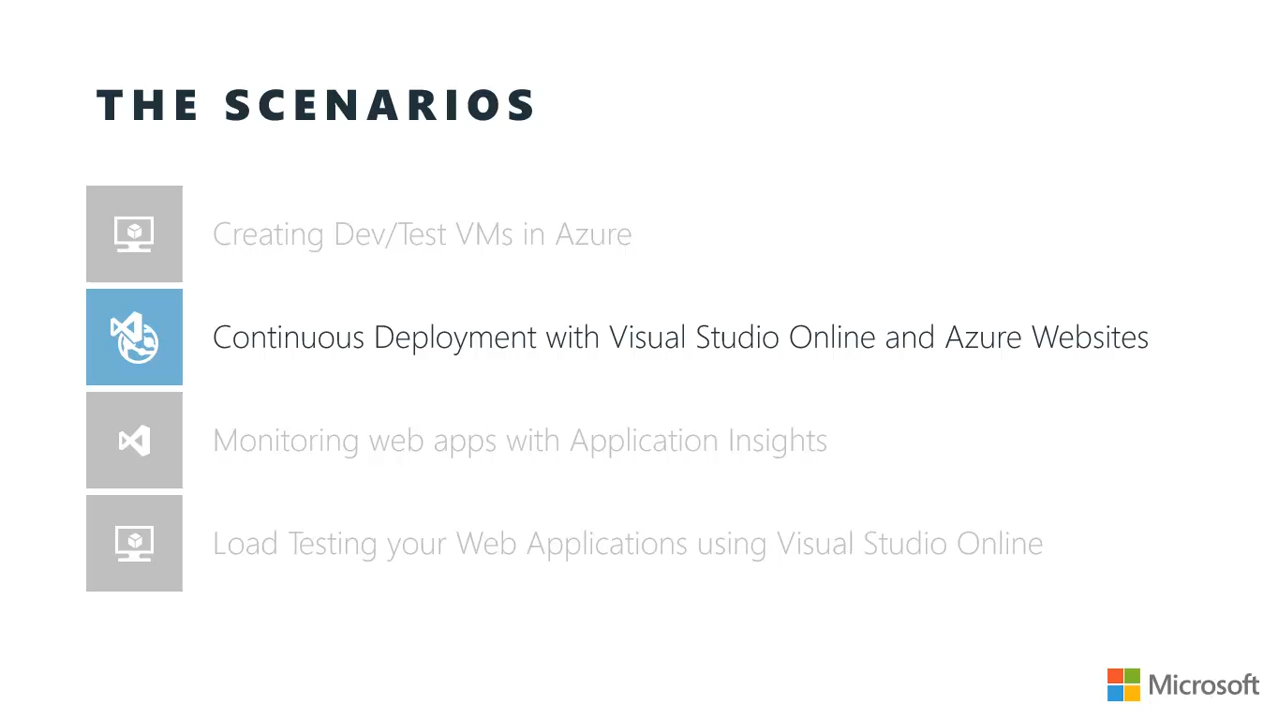 THE SCENARIOS
Creating Dev/Test VMs in Azure
Continuous Deployment with Visual Studio Online and Azure Websites
Monitoring web apps with Application Insights
Load Testing your Web Applications using Visual Studio Online
Microsoft